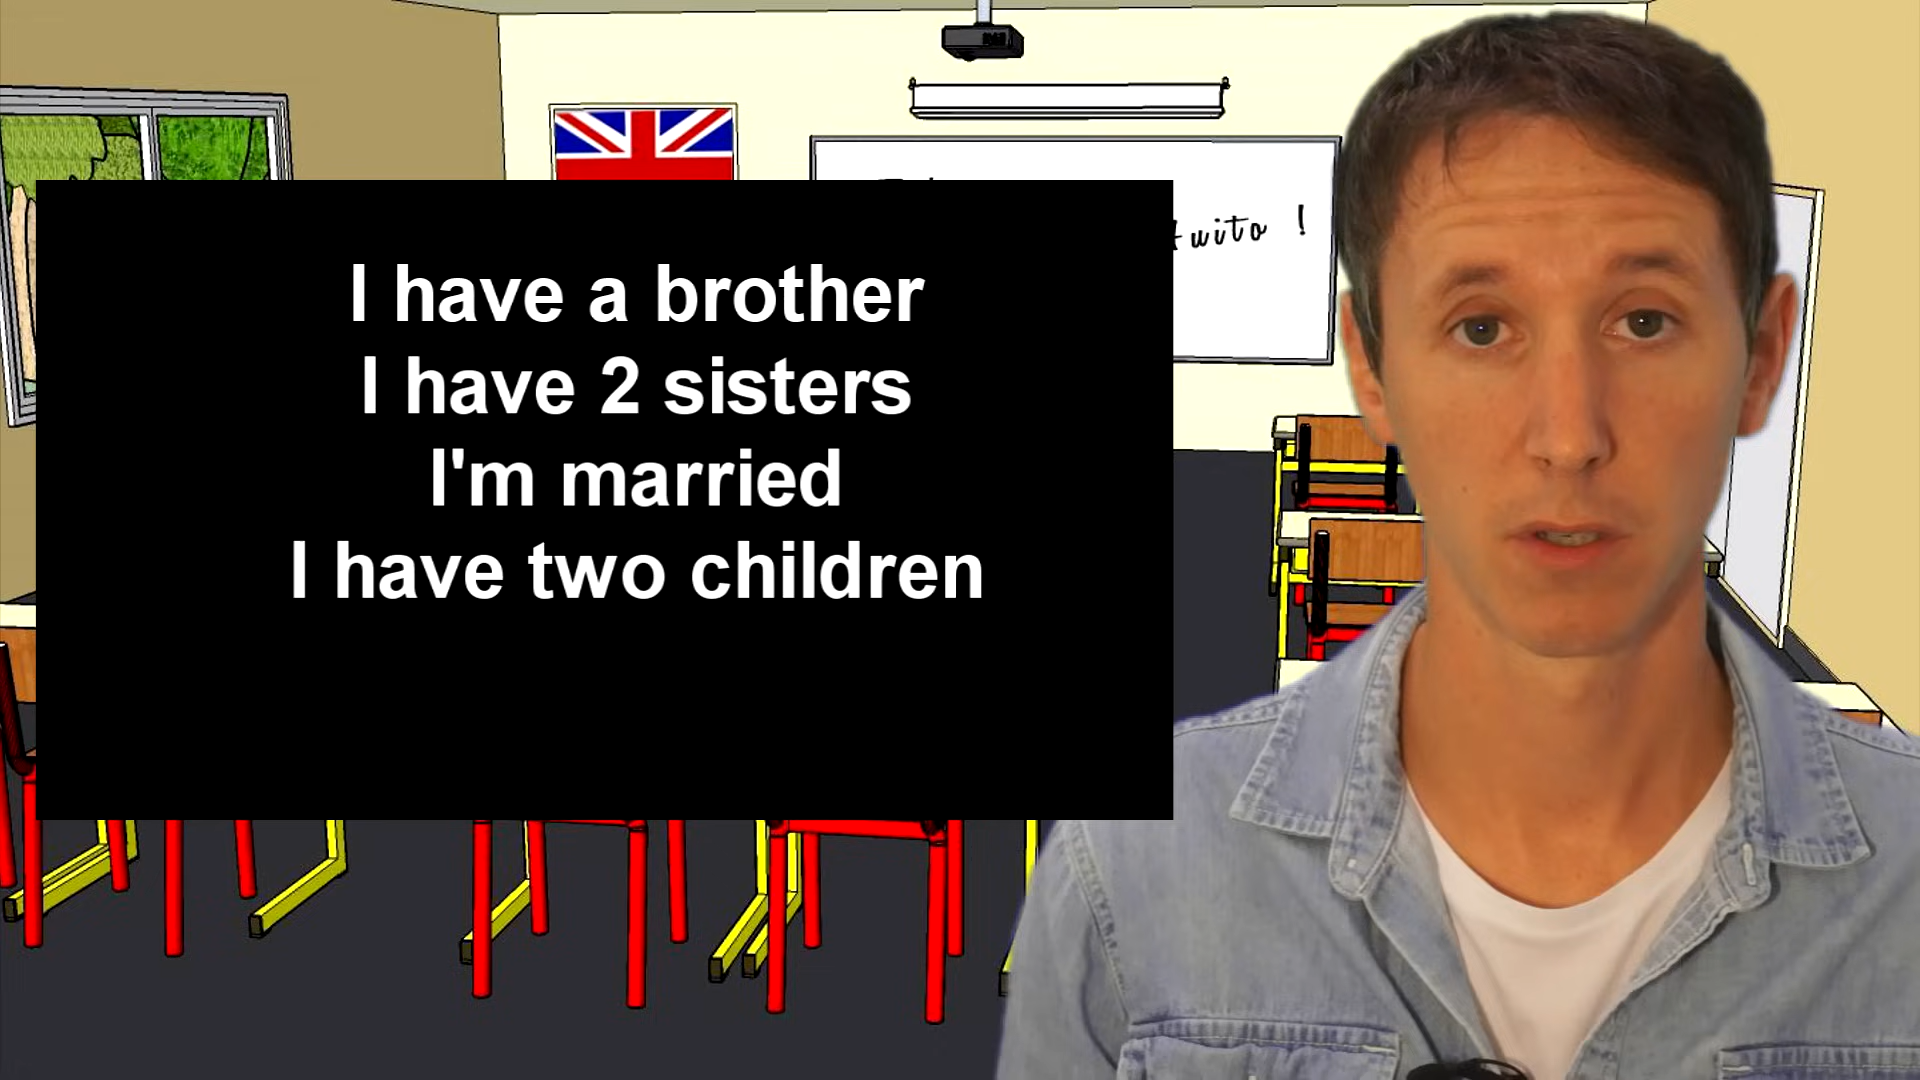 I have a brother
I have 2 sisters
I'm married
I have two children
!